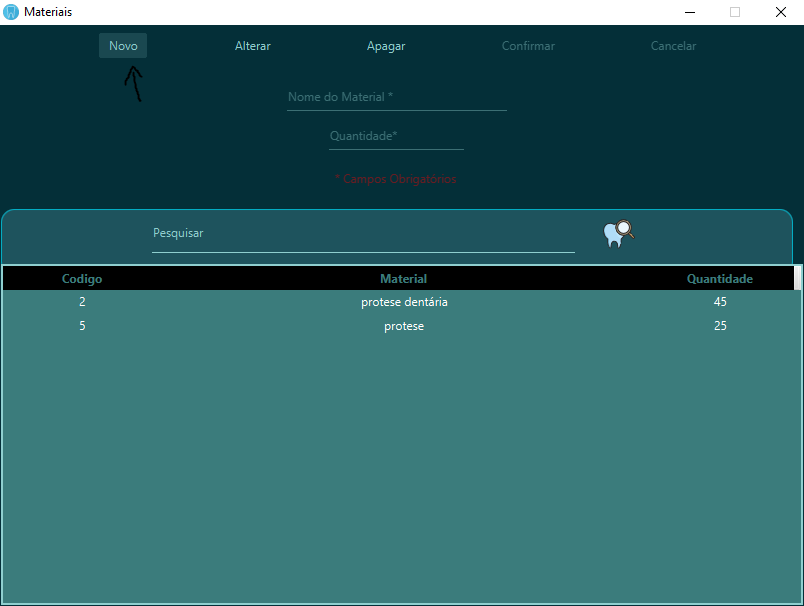 Materiais
Novo Alterar Apagar Confirmar Cancelar
Nome do Material *
Quantidade*
* Campos Obrigatórios
Pesquisar
Codigo Material Quantidade
2 protese dentária 45
5 protese 25